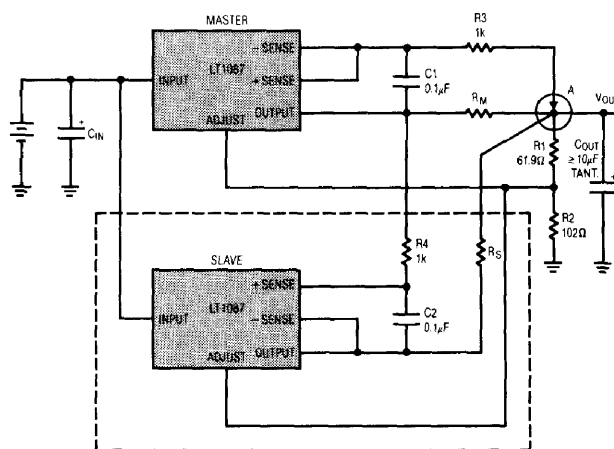 MASTER
– SENSE
+ SENSE
INPUT
LT1087
OUTPUT
ADJUST
R3
1k
C1
0.1µF
RM
A
VOU
R1
61.9Ω
COUT
≥ 10µF
TANT.
+
CIN
+
R2
102Ω
R4
1k
RS
SLAVE
+ SENSE
– SENSE
INPUT
LT1087
OUTPUT
ADJUST
C2
0.1µF